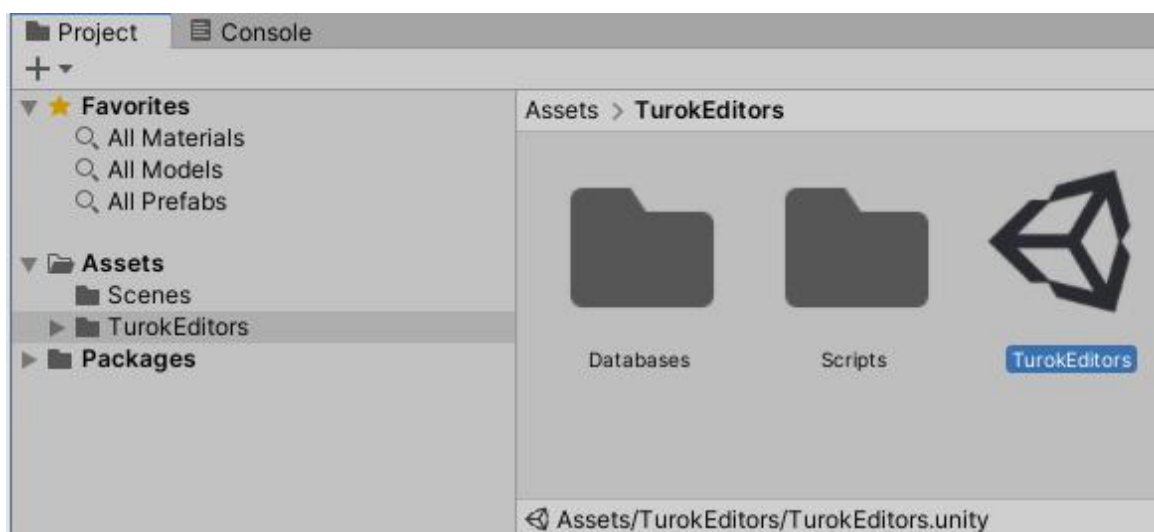 Project
Console
Favorites
All Materials
All Models
All Prefabs
Assets
Scenes
TurokEditors
Packages
Assets > TurokEditors
Databases
Scripts
TurokEditors
Assets/TurokEditors/TurokEditors.unity